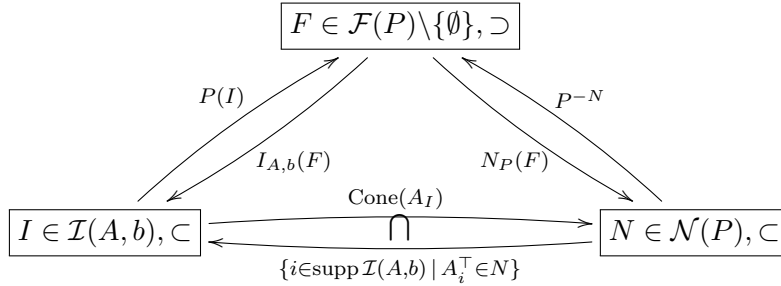 F ∈ 𝓕(P)\{∅}, ⊃
P(I)
P^{−N}
I_{A,b}(F)
N_P(F)
Cone(A_I)
I ∈ 𝓘(A, b), ⊂
⋂
N ∈ 𝓝(P), ⊂
{i∈supp 𝓘(A,b) | A_i^⊤∈N}